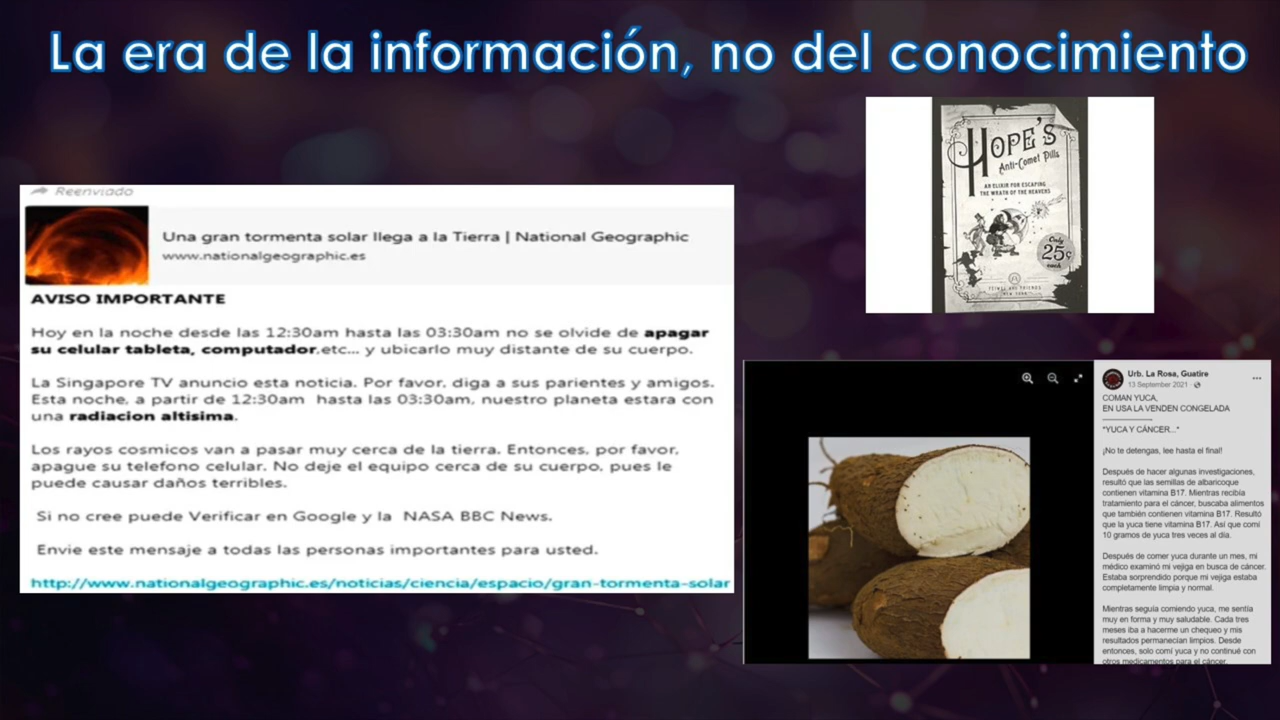 La era de la información, no del conocimiento
Reenviado
Una gran tormenta solar llega a la Tierra | National Geographic
www.nationalgeographic.es
AVISO IMPORTANTE
Hoy en la noche desde las 12:30am hasta las 03:30am no se olvide de apagar
su celular tableta, computador,etc... y ubicarlo muy distante de su cuerpo.
La Singapore TV anuncio esta noticia. Por favor, diga a sus parientes y amigos.
Esta noche, a partir de 12:30am hasta las 03:30am, nuestro planeta estara con
una radiacion altisima.
Los rayos cosmicos van a pasar muy cerca de la tierra. Entonces, por favor,
apague su telefono celular. No deje el equipo cerca de su cuerpo, pues le
puede causar daños terribles.
Si no cree puede Verificar en Google y la NASA BBC News.
Envie este mensaje a todas las personas importantes para usted.
http://www.nationalgeographic.es/noticias/ciencia/espacio/gran-tormenta-solar
HOPE'S
Anti-Comet Pills
AN ELIXIR FOR ESCAPING
THE WRATH OF THE HEAVENS
Only
25¢
each
NEW YORK
Urb. La Rosa, Guatire
13 September 2021 ·
COMAN YUCA,
EN USA LA VENDEN CONGELADA
--------------------
*YUCA Y CÁNCER...*
¡No te detengas, lee hasta el final!
Después de hacer algunas investigaciones,
resultó que las semillas de albaricoque
contienen vitamina B17. Mientras recibía
tratamiento para el cáncer, buscaba alimentos
que también contienen vitamina B17. Resultó
que la yuca tiene vitamina B17. Así que comí
10 gramos de yuca tres veces al día.
Después de comer yuca durante un mes, mi
médico examinó mi vejiga en busca de cáncer.
Estaba sorprendido porque mi vejiga estaba
completamente limpia y normal.
Mientras seguía comiendo yuca, me sentía
muy en forma y muy saludable. Cada tres
meses iba a hacerme un chequeo y mis
resultados permanecían limpios. Desde
entonces, solo comí yuca y no continué con
otros medicamentos para el cáncer.